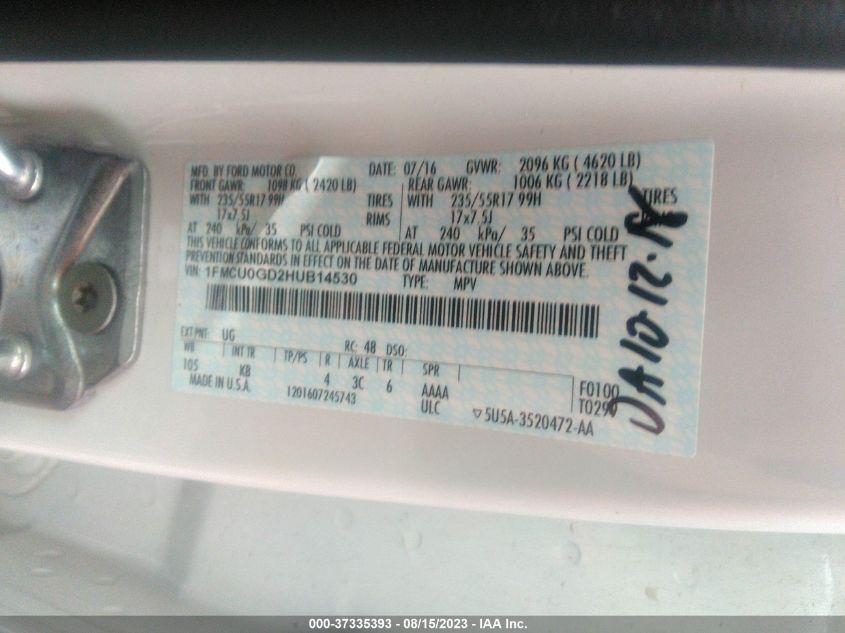 MFD. BY FORD MOTOR CO. DATE: 07/16 GVWR: 2096 KG ( 4620 LB)
FRONT GAWR: 1098 KG ( 2420 LB) REAR GAWR: 1006 KG ( 2218 LB)
WITH 235/55R17 99H TIRES WITH 235/55R17 99H TIRES
17x7.5J RIMS 17x7.5J
AT 240 kPa/ 35 PSI COLD AT 240 kPa/ 35 PSI COLD
THIS VEHICLE CONFORMS TO ALL APPLICABLE FEDERAL MOTOR VEHICLE SAFETY AND THEFT
PREVENTION STANDARDS IN EFFECT ON THE DATE OF MANUFACTURE SHOWN ABOVE.
VIN: 1FMCU0GD2HUB14530 TYPE: MPV
EXT PNT: UG RC: 48 DSO:
WB INT TR TP/PS R AXLE TR SPR
105 KB 4 3C 6 AAAA F0100
MADE IN U.S.A. 1201607245743 ULC T0290
▽5U5A-3520472-AA
000-37335393 - 08/15/2023 - IAA Inc.